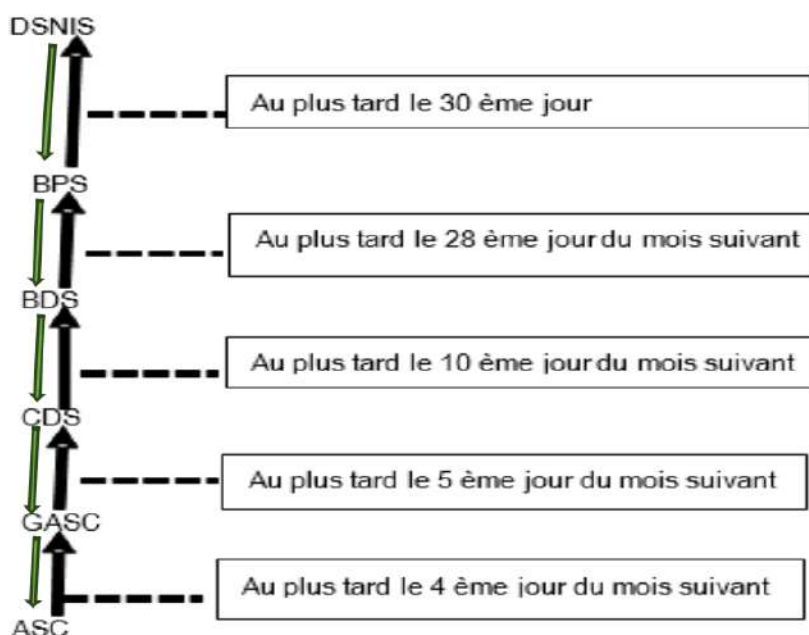 DSNIS
Au plus tard le 30 ème jour
BPS
Au plus tard le 28 ème jour du mois suivant
BDS
Au plus tard le 10 ème jour du mois suivant
CDS
Au plus tard le 5 ème jour du mois suivant
GASC
Au plus tard le 4 ème jour du mois suivant
ASC